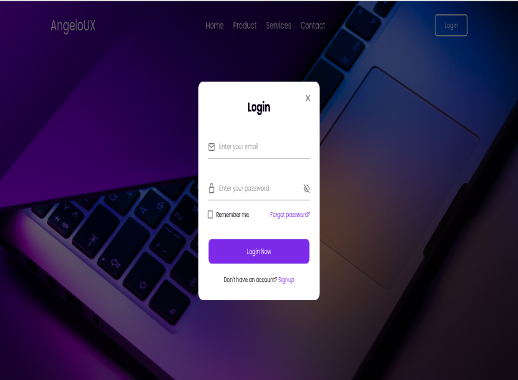 AngeloUX
Home Product Services Contact
Login
X
Login
Enter your email
Enter your password
Remember me Forgot password?
Login Now
Don't have an account? Signup